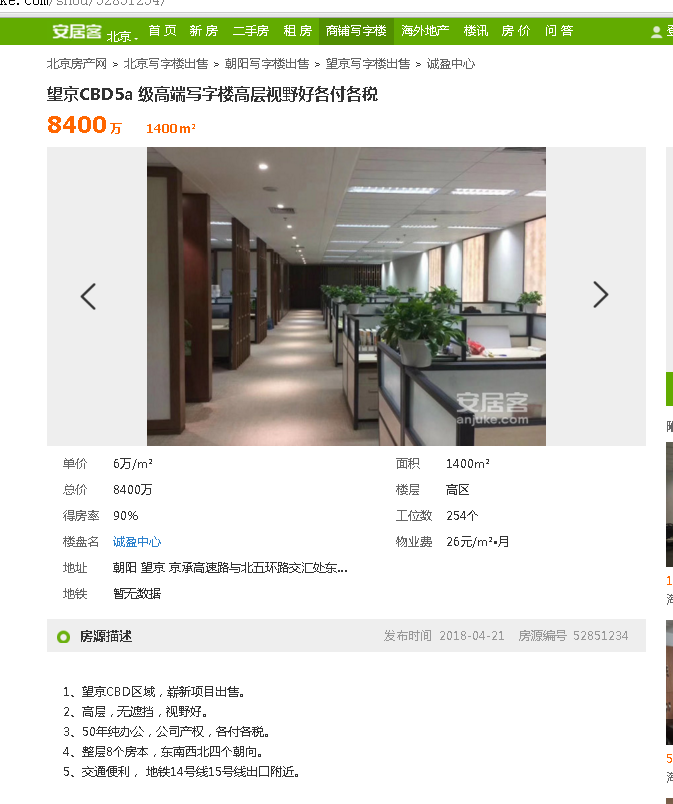 ke.com/shou/52851234/
安居客 北京 首页 新房 二手房 租房 商铺写字楼 海外地产 楼讯 房价 问答
北京房产网 > 北京写字楼出售 > 朝阳写字楼出售 > 望京写字楼出售 > 诚盈中心
望京CBD5a 级高端写字楼高层视野好各付各税
8400万 1400m²
安居客
anjuke.com
单价 6万/m² 面积 1400m²
总价 8400万 楼层 高区
得房率 90% 工位数 254个
楼盘名 诚盈中心 物业费 26元/m²•月
地址 朝阳 望京 京承高速路与北五环路交汇处东...
地铁 暂无数据
房源描述 发布时间 2018-04-21 房源编号 52851234
1、望京CBD区域，崭新项目出售。
2、高层，无遮挡，视野好。
3、50年纯办公，公司产权，各付各税。
4、整层8个房本，东南西北四个朝向。
5、交通便利， 地铁14号线15号线出口附近。